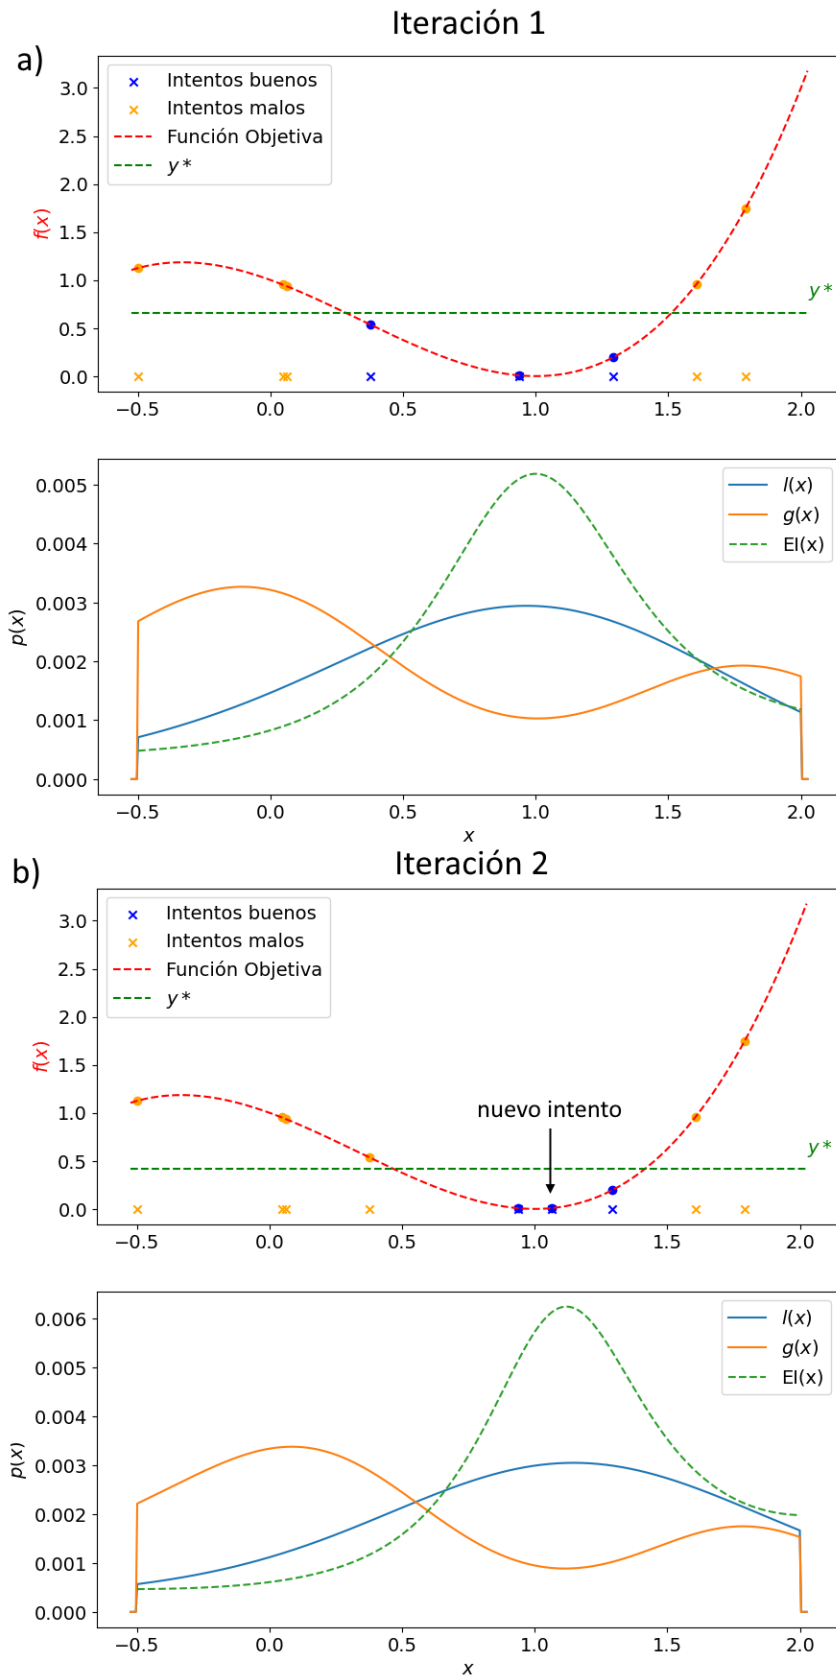 Iteración 1
a)
Intentos buenos
Intentos malos
Función Objetiva
y*
f(x)
3.0
2.5
2.0
1.5
1.0
0.5
0.0
y*
−0.5 0.0 0.5 1.0 1.5 2.0
l(x)
g(x)
EI(x)
p(x)
0.005
0.004
0.003
0.002
0.001
0.000
−0.5 0.0 0.5 1.0 1.5 2.0
x
Iteración 2
b)
Intentos buenos
Intentos malos
Función Objetiva
y*
f(x)
3.0
2.5
2.0
1.5
1.0
0.5
0.0
nuevo intento
y*
−0.5 0.0 0.5 1.0 1.5 2.0
l(x)
g(x)
EI(x)
p(x)
0.006
0.005
0.004
0.003
0.002
0.001
0.000
−0.5 0.0 0.5 1.0 1.5 2.0
x